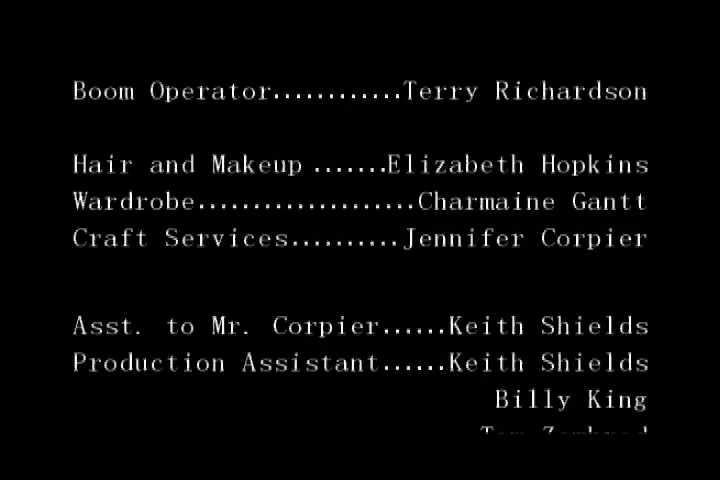 Boom Operator............Terry Richardson
Hair and Makeup .......Elizabeth Hopkins
Wardrobe....................Charmaine Gantt
Craft Services..........Jennifer Corpier
Asst. to Mr. Corpier......Keith Shields
Production Assistant......Keith Shields
Billy King